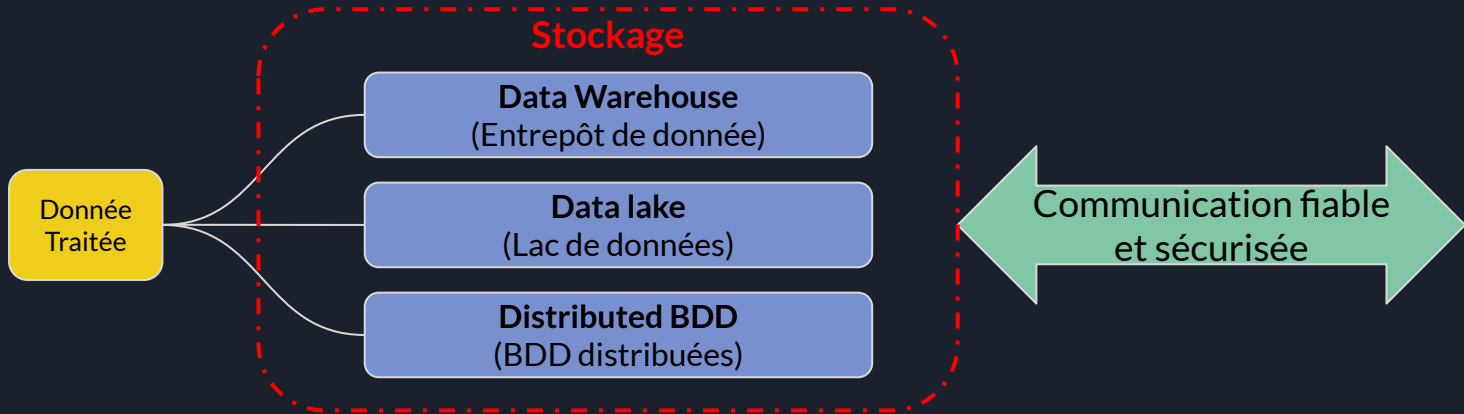 Stockage
Data Warehouse
(Entrepôt de donnée)
Donnée
Traitée
Data lake
(Lac de données)
Distributed BDD
(BDD distribuées)
Communication fiable
et sécurisée